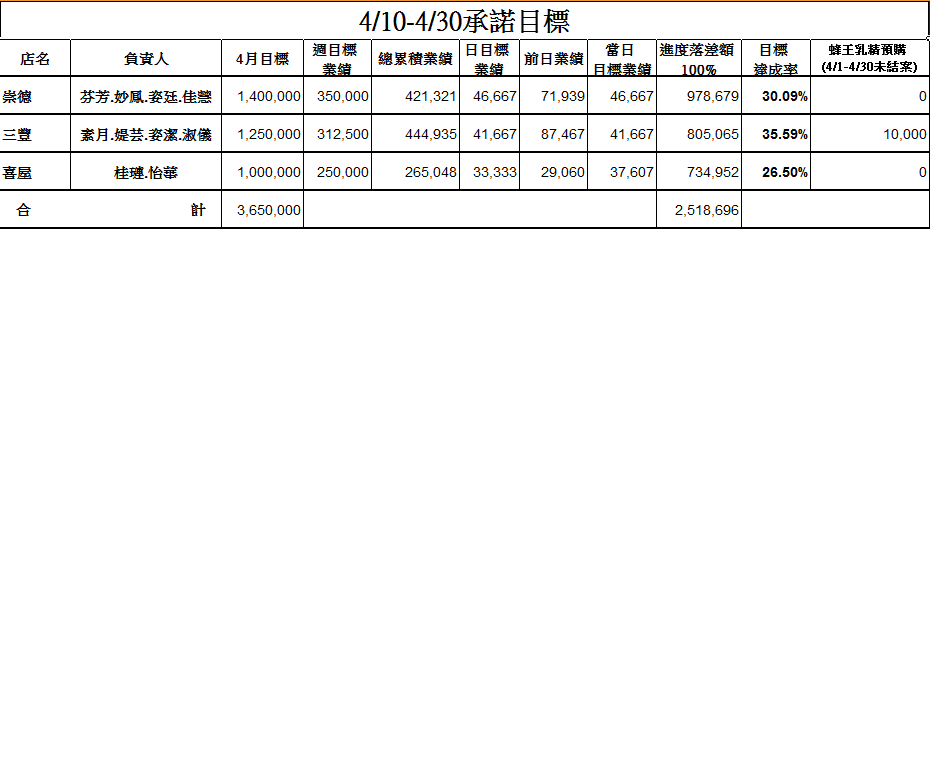 4/10-4/30承諾目標
店名 負責人 4月目標 週目標業績 總累積業績 日目標業績 前日業績 當日目標業績 進度落差額100% 目標達成率 蜂王乳精預購(4/1-4/30未結案)
崇德 芬芳.妙鳳.姿廷.佳慧 1,400,000 350,000 421,321 46,667 71,939 46,667 978,679 30.09% 0
三豐 素月.媞芸.姿潔.淑儀 1,250,000 312,500 444,935 41,667 87,467 41,667 805,065 35.59% 10,000
喜屋 桂瑭.怡華 1,000,000 250,000 265,048 33,333 29,060 37,607 734,952 26.50% 0
合 計 3,650,000 2,518,696